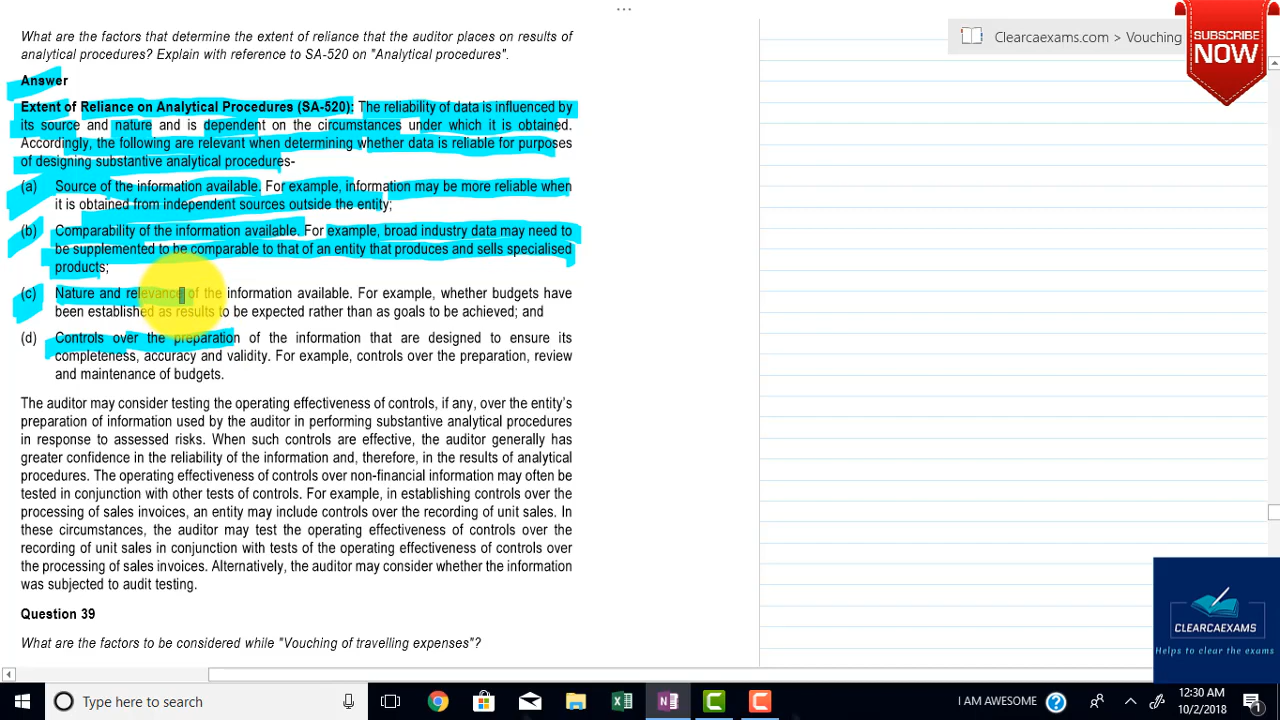 What are the factors that determine the extent of reliance that the auditor places on results of
analytical procedures? Explain with reference to SA-520 on "Analytical procedures".
Answer
Extent of Reliance on Analytical Procedures (SA-520): The reliability of data is influenced by
its source and nature and is dependent on the circumstances under which it is obtained.
Accordingly, the following are relevant when determining whether data is reliable for purposes
of designing substantive analytical procedures-
(a) Source of the information available. For example, information may be more reliable when
it is obtained from independent sources outside the entity;
(b) Comparability of the information available. For example, broad industry data may need to
be supplemented to be comparable to that of an entity that produces and sells specialised
products;
(c) Nature and relevance of the information available. For example, whether budgets have
been established as results to be expected rather than as goals to be achieved; and
(d) Controls over the preparation of the information that are designed to ensure its
completeness, accuracy and validity. For example, controls over the preparation, review
and maintenance of budgets.
The auditor may consider testing the operating effectiveness of controls, if any, over the entity's
preparation of information used by the auditor in performing substantive analytical procedures
in response to assessed risks. When such controls are effective, the auditor generally has
greater confidence in the reliability of the information and, therefore, in the results of analytical
procedures. The operating effectiveness of controls over non-financial information may often be
tested in conjunction with other tests of controls. For example, in establishing controls over the
processing of sales invoices, an entity may include controls over the recording of unit sales. In
these circumstances, the auditor may test the operating effectiveness of controls over the
recording of unit sales in conjunction with tests of the operating effectiveness of controls over
the processing of sales invoices. Alternatively, the auditor may consider whether the information
was subjected to audit testing.
Question 39
What are the factors to be considered while "Vouching of travelling expenses"?
Clearcaexams.com > Vouching
SUBSCRIBE
NOW
CLEARCAEXAMS
Helps to clear the exams
Type here to search
I AM AWESOME
12:30 AM
10/2/2018
1